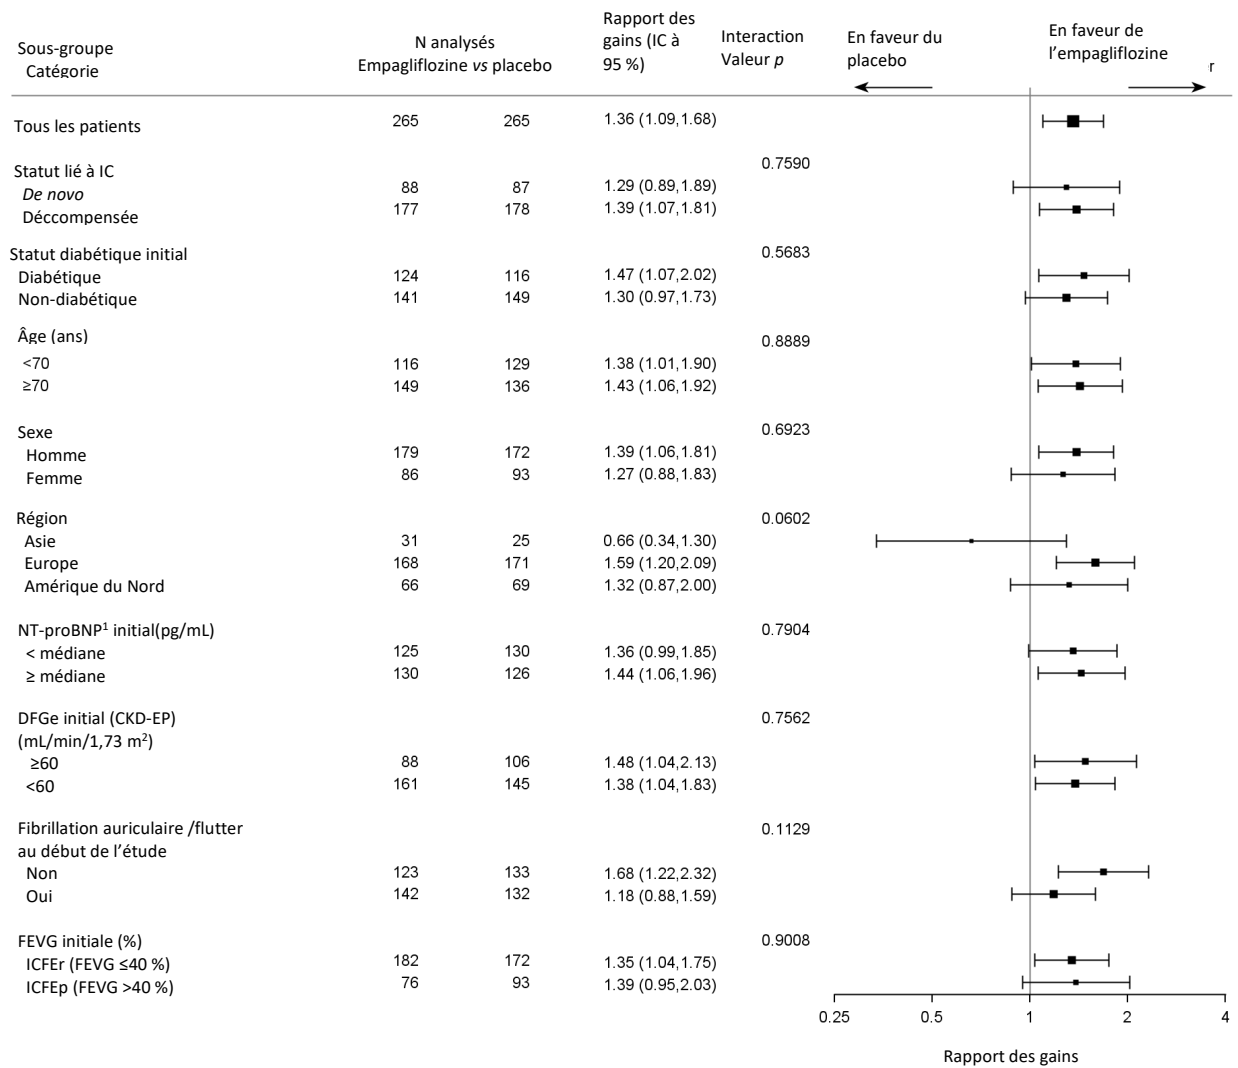 Sous-groupe
Catégorie
N analysés
Empagliflozine vs placebo
Rapport des
gains (IC à
95 %)
Interaction
Valeur p
En faveur du
placebo
En faveur de
l’empagliflozine
r
Tous les patients 265 265 1.36 (1.09,1.68)
Statut lié à IC 0.7590
De novo 88 87 1.29 (0.89,1.89)
Déccompensée 177 178 1.39 (1.07,1.81)
Statut diabétique initial 0.5683
Diabétique 124 116 1.47 (1.07,2.02)
Non-diabétique 141 149 1.30 (0.97,1.73)
Âge (ans) 0.8889
<70 116 129 1.38 (1.01,1.90)
≥70 149 136 1.43 (1.06,1.92)
Sexe 0.6923
Homme 179 172 1.39 (1.06,1.81)
Femme 86 93 1.27 (0.88,1.83)
Région 0.0602
Asie 31 25 0.66 (0.34,1.30)
Europe 168 171 1.59 (1.20,2.09)
Amérique du Nord 66 69 1.32 (0.87,2.00)
NT-proBNP¹ initial(pg/mL) 0.7904
< médiane 125 130 1.36 (0.99,1.85)
≥ médiane 130 126 1.44 (1.06,1.96)
DFGe initial (CKD-EP) 0.7562
(mL/min/1,73 m²)
≥60 88 106 1.48 (1.04,2.13)
<60 161 145 1.38 (1.04,1.83)
Fibrillation auriculaire /flutter 0.1129
au début de l’étude
Non 123 133 1.68 (1.22,2.32)
Oui 142 132 1.18 (0.88,1.59)
FEVG initiale (%) 0.9008
ICFEr (FEVG ≤40 %) 182 172 1.35 (1.04,1.75)
ICFEp (FEVG >40 %) 76 93 1.39 (0.95,2.03)
0.25 0.5 1 2 4
Rapport des gains